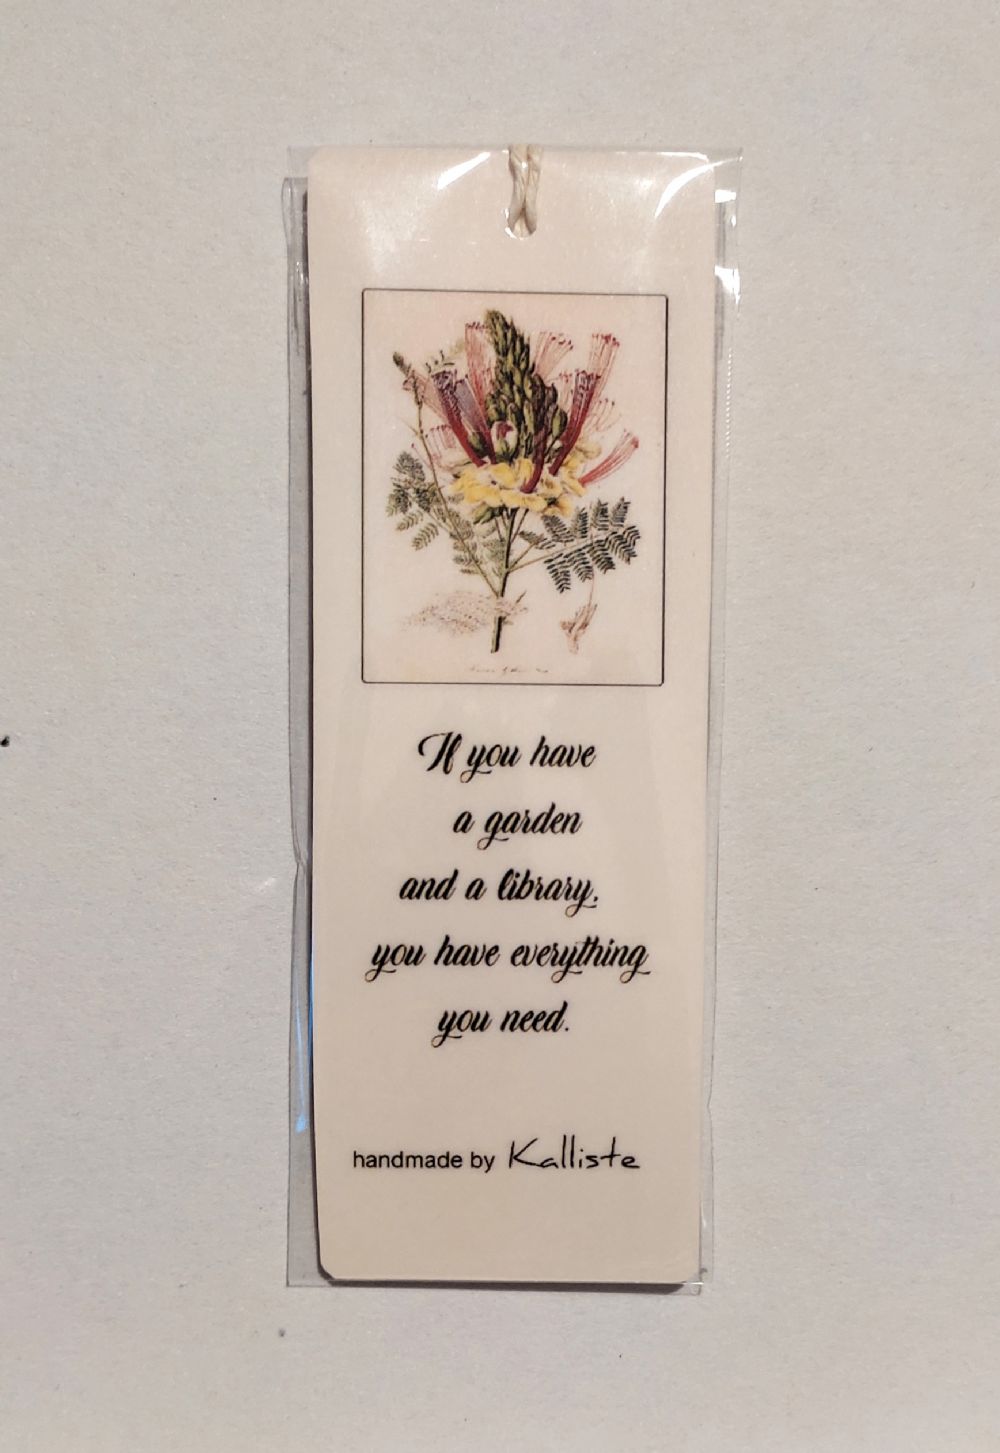 If you have
a garden
and a library,
you have everything
you need.
handmade by Kalliste